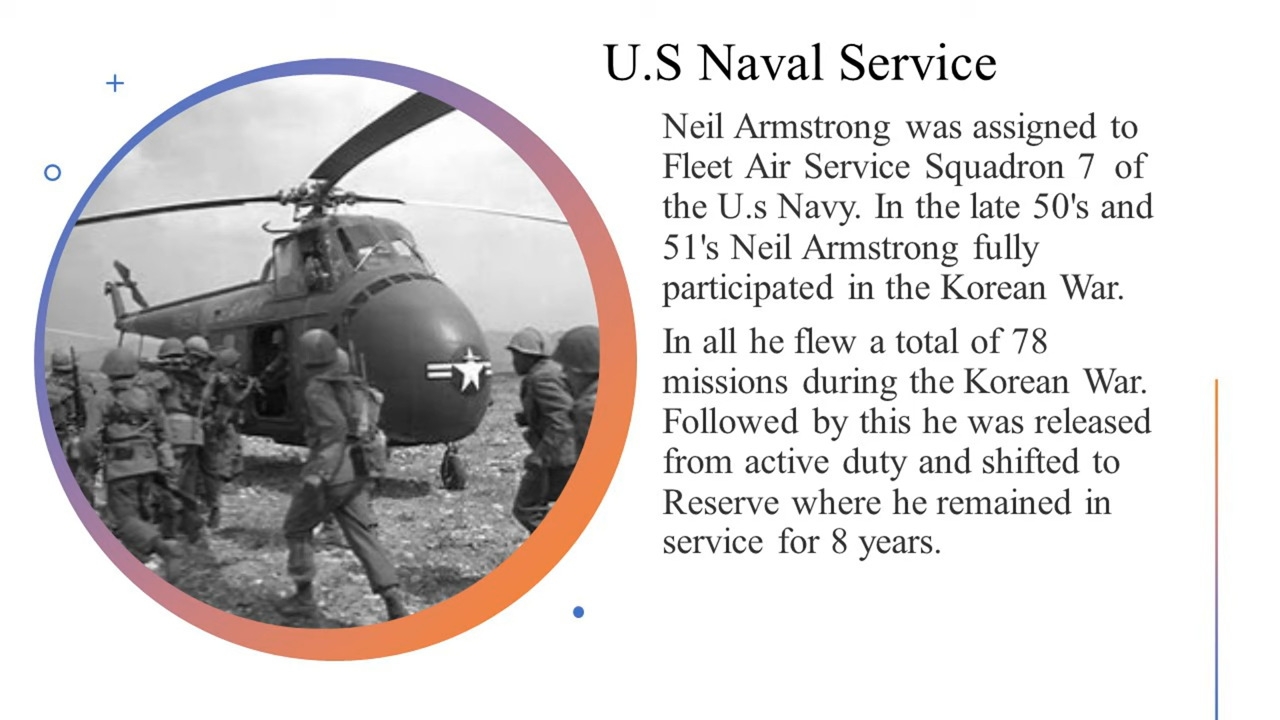 U.S Naval Service
Neil Armstrong was assigned to
Fleet Air Service Squadron 7 of
the U.s Navy. In the late 50's and
51's Neil Armstrong fully
participated in the Korean War.
In all he flew a total of 78
missions during the Korean War.
Followed by this he was released
from active duty and shifted to
Reserve where he remained in
service for 8 years.